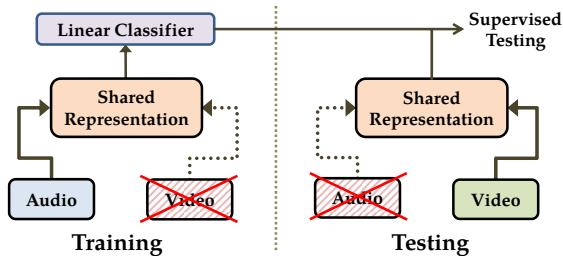 Linear Classifier
Supervised
Testing
Shared
Representation
Shared
Representation
Audio
Video
Audio
Video
Training
Testing